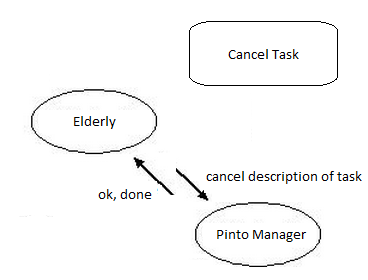 Cancel Task
Elderly
cancel description of task
ok, done
Pinto Manager